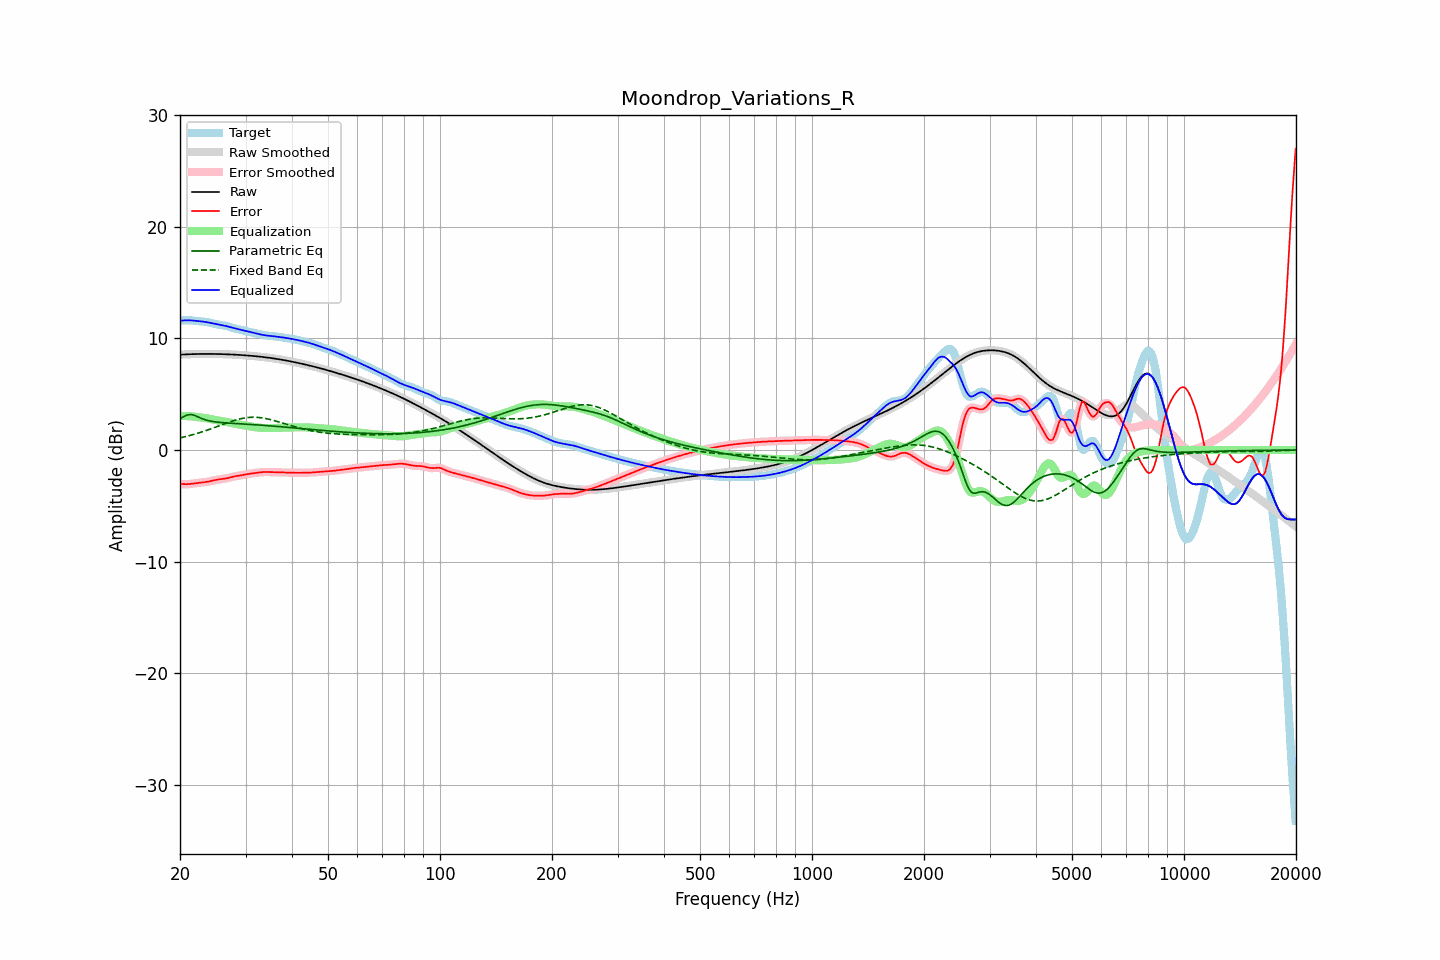 Moondrop_Variations_R
Target
Raw Smoothed
Error Smoothed
Raw
Error
Equalization
Parametric Eq
Fixed Band Eq
Equalized
30
20
10
0
−10
−20
−30
Amplitude (dBr)
20 50 100 200 500 1000 2000 5000 10000 20000
Frequency (Hz)